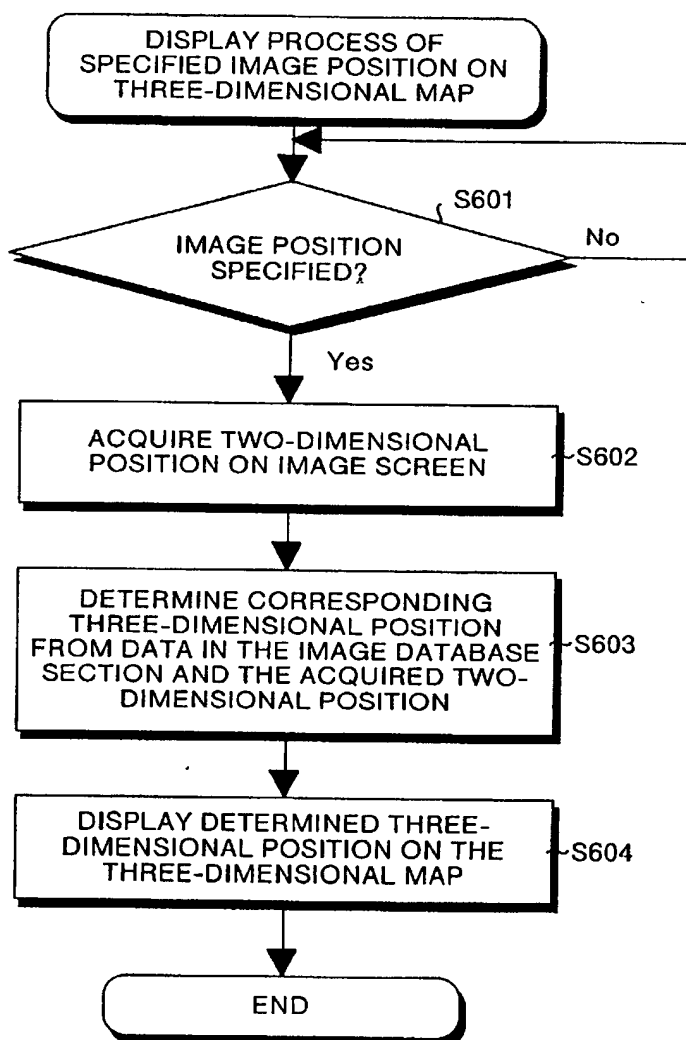 DISPLAY PROCESS OF
SPECIFIED IMAGE POSITION ON
THREE-DIMENSIONAL MAP
S601
IMAGE POSITION
SPECIFIED?
No
Yes
ACQUIRE TWO-DIMENSIONAL
POSITION ON IMAGE SCREEN
S602
DETERMINE CORRESPONDING
THREE-DIMENSIONAL POSITION
FROM DATA IN THE IMAGE DATABASE
SECTION AND THE ACQUIRED TWO-
DIMENSIONAL POSITION
S603
DISPLAY DETERMINED THREE-
DIMENSIONAL POSITION ON THE
THREE-DIMENSIONAL MAP
S604
END